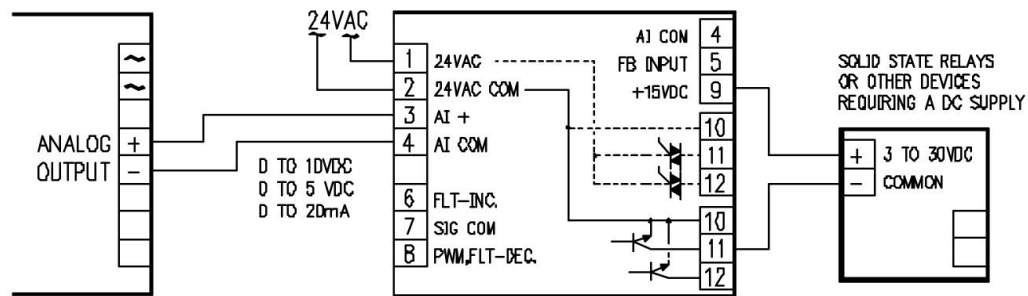 24VAC
~
~
ANALOG
OUTPUT
+
-
D TO 10VDC
0 TO 5 VDC
D TO 20mA
1 24VAC
2 24VAC COM
3 AI +
4 AI COM
6 FLT-INC.
7 SIG COM
8 PWM,FLT-DEC.
AI COM 4
FB INPUT 5
+15VDC 9
10
11
12
10
11
12
SOLID STATE RELAYS
OR OTHER DEVICES
REQUIRING A DC SUPPLY
+ 3 TO 30VDC
- COMMON